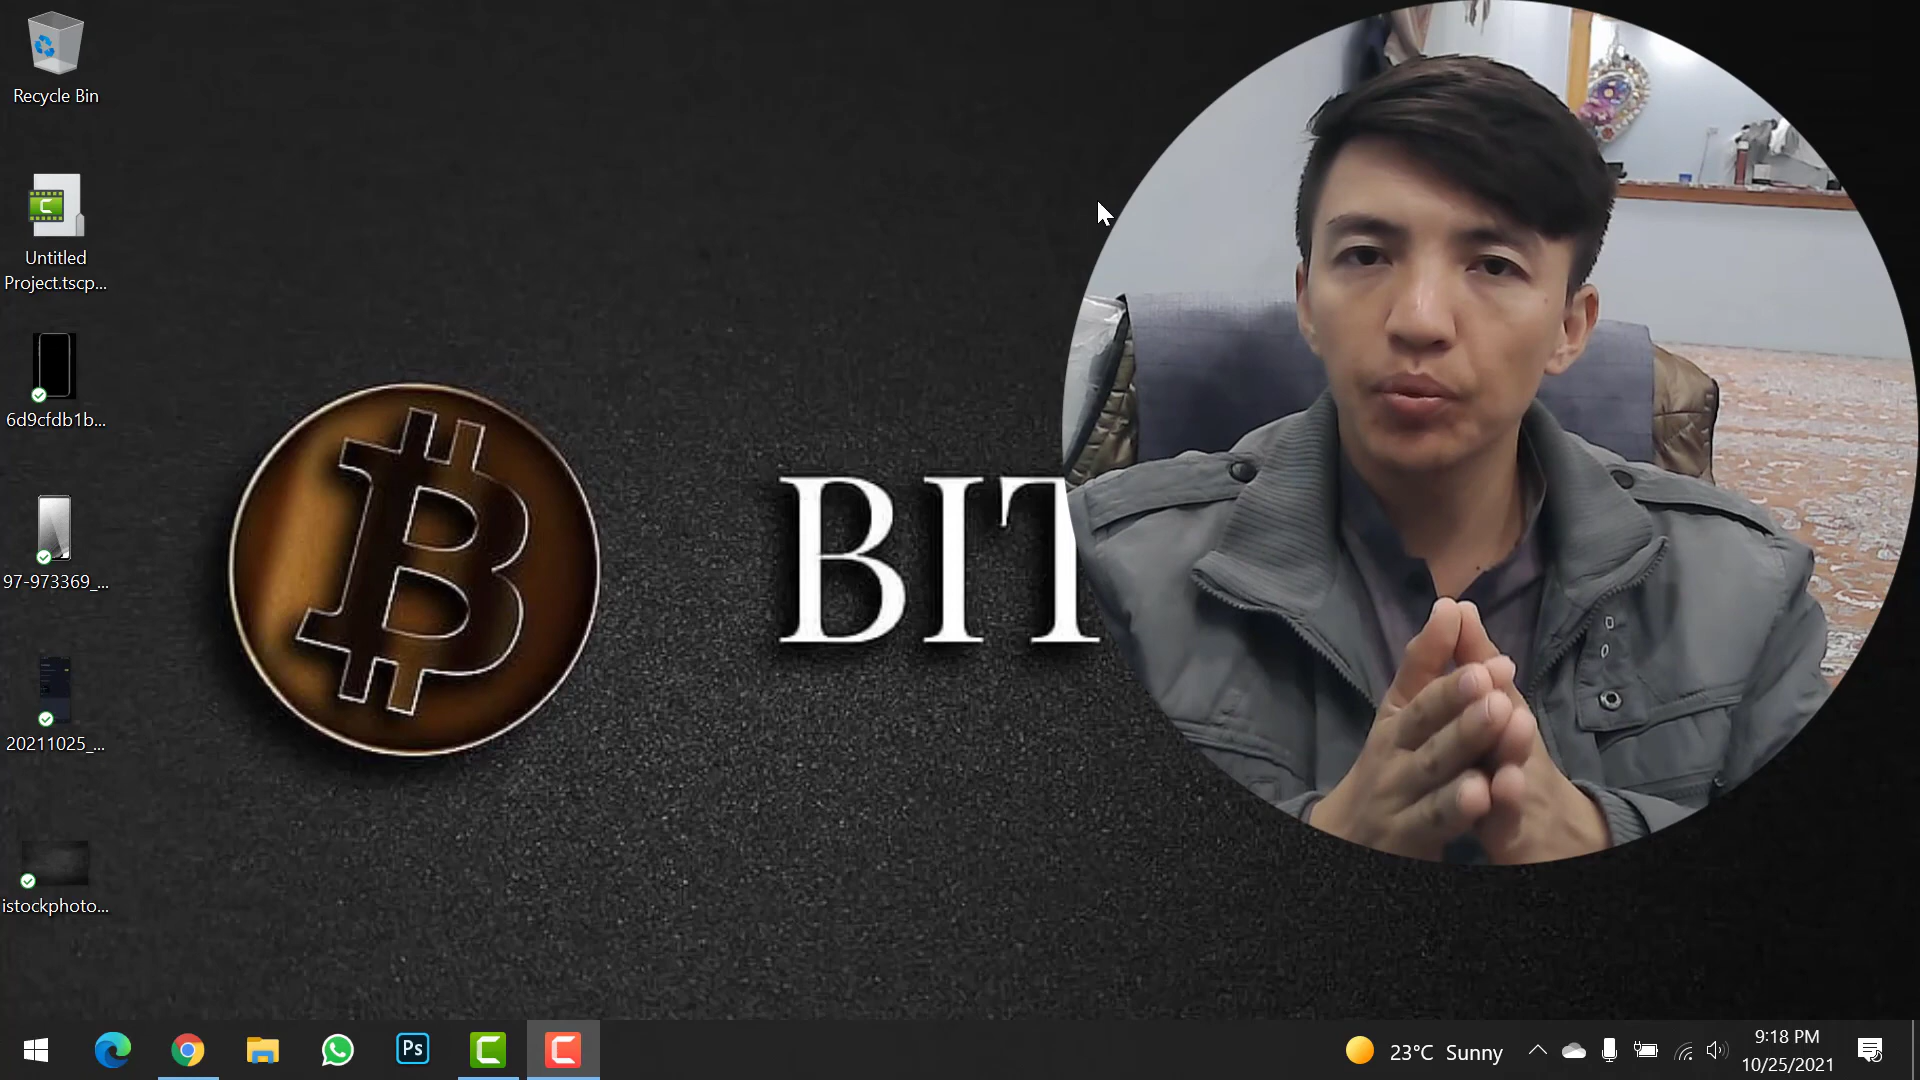 Recycle Bin
Untitled
Project.tscp...
6d9cfdb1b...
97-973369_...
20211025_...
istockphoto...
BIT
Ps
23°C Sunny
9:18 PM
10/25/2021